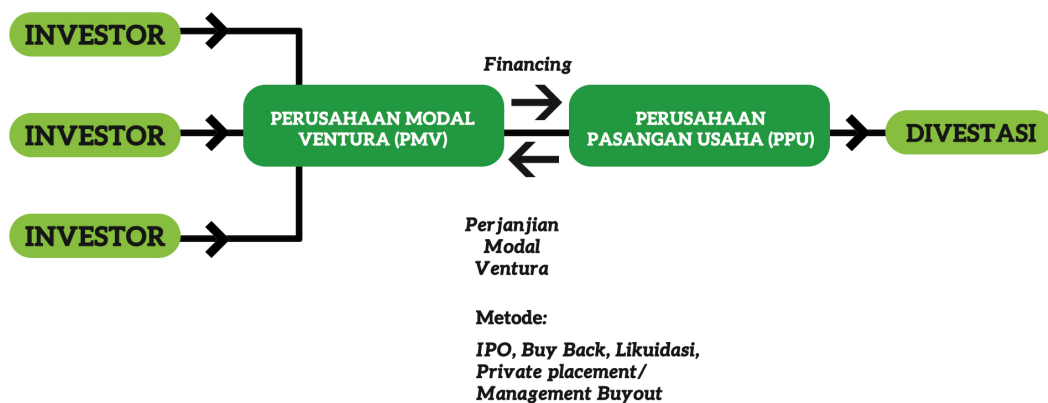 INVESTOR
Financing
INVESTOR
PERUSAHAAN MODAL
VENTURA (PMV)
PERUSAHAAN
PASANGAN USAHA (PPU)
DIVESTASI
INVESTOR
Perjanjian
Modal
Ventura
Metode:
IPO, Buy Back, Likuidasi,
Private placement/
Management Buyout